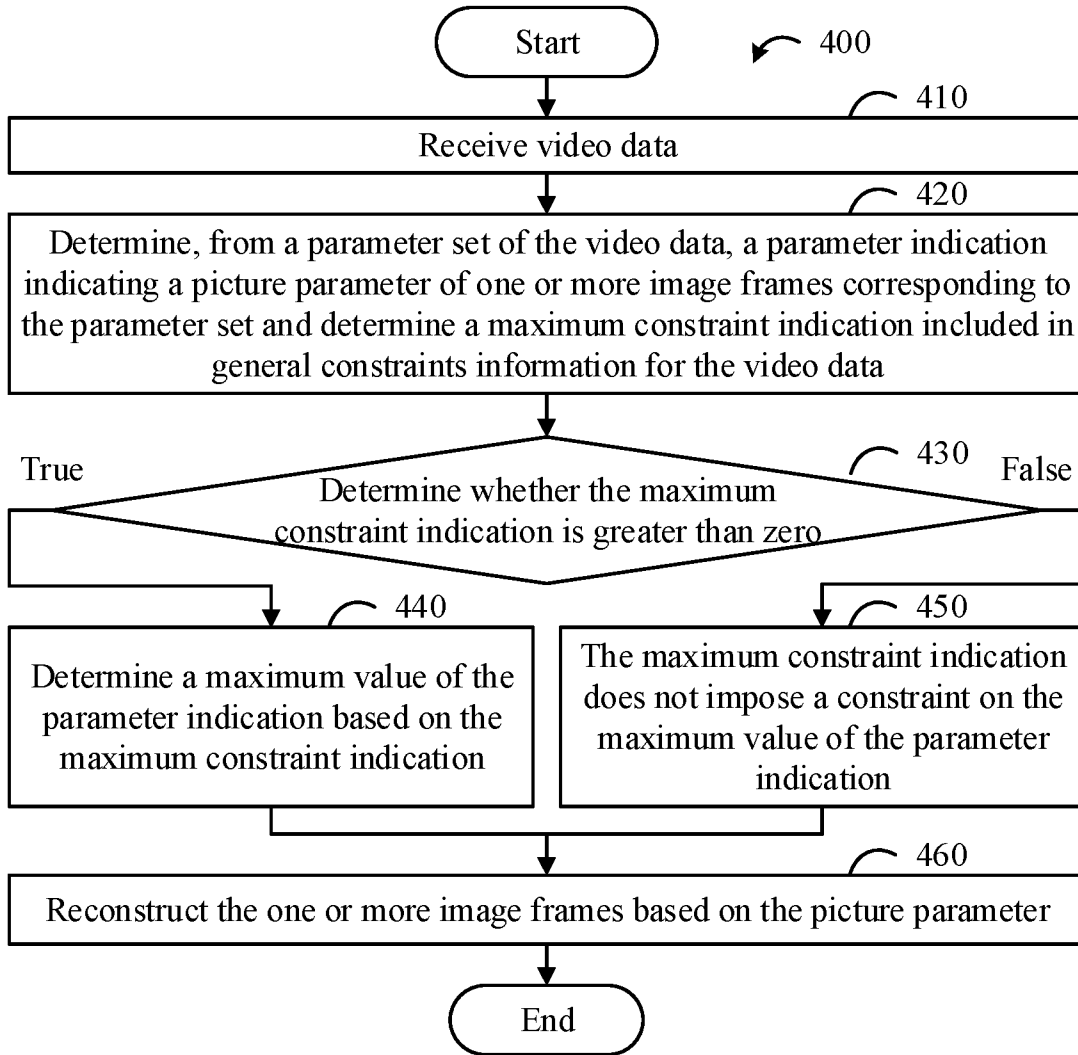 Start
400
410
Receive video data
420
Determine, from a parameter set of the video data, a parameter indication
indicating a picture parameter of one or more image frames corresponding to
the parameter set and determine a maximum constraint indication included in
general constraints information for the video data
430
True
False
Determine whether the maximum
constraint indication is greater than zero
440
450
Determine a maximum value of the
parameter indication based on the
maximum constraint indication
The maximum constraint indication
does not impose a constraint on the
maximum value of the parameter
indication
460
Reconstruct the one or more image frames based on the picture parameter
End